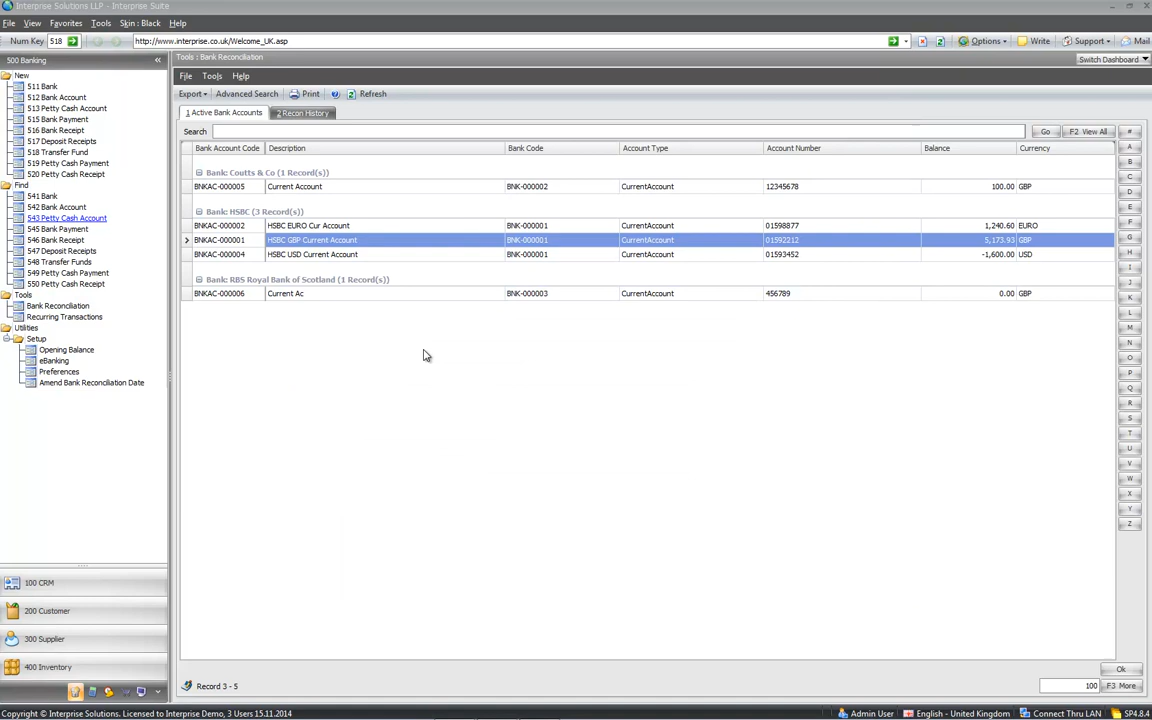 Interprise Solutions LLP - Interprise Suite
File View Favorites Tools Skin : Black Help
Num Key 518 http://www.interprise.co.uk/Welcome_UK.asp Options Write Support Mail
500 Banking
Tools : Bank Reconciliation
Switch Dashboard
New
511 Bank
512 Bank Account
513 Petty Cash Account
515 Bank Payment
516 Bank Receipt
517 Deposit Receipts
518 Transfer Fund
519 Petty Cash Payment
520 Petty Cash Receipt
Find
541 Bank
542 Bank Account
543 Petty Cash Account
545 Bank Payment
546 Bank Receipt
547 Deposit Receipts
548 Transfer Funds
549 Petty Cash Payment
550 Petty Cash Receipt
Tools
Bank Reconciliation
Recurring Transactions
Utilities
Setup
Opening Balance
eBanking
Preferences
Amend Bank Reconciliation Date
100 CRM
200 Customer
300 Supplier
400 Inventory
File Tools Help
Export Advanced Search Print Refresh
1 Active Bank Accounts 2 Recon History
Search Go F2 View All
Bank Account Code Description Bank Code Account Type Account Number Balance Currency
Bank: Coutts & Co (1 Record(s))
BNKAC-000005 Current Account BNK-000002 CurrentAccount 12345678 100.00 GBP
Bank: HSBC (3 Record(s))
BNKAC-000002 HSBC EURO Cur Account BNK-000001 CurrentAccount 01598877 1,240.60 EURO
BNKAC-000001 HSBC GBP Current Account BNK-000001 CurrentAccount 01592212 5,173.93 GBP
BNKAC-000004 HSBC USD Current Account BNK-000001 CurrentAccount 01593452 -1,600.00 USD
Bank: RBS Royal Bank of Scotland (1 Record(s))
BNKAC-000006 Current Ac BNK-000003 CurrentAccount 456789 0.00 GBP
#
A
B
C
D
E
F
G
H
I
J
K
L
M
N
O
P
Q
R
S
T
U
V
W
X
Y
Z
Ok
Record 3 - 5 100 F3 More
Copyright © Interprise Solutions. Licensed to Interprise Demo, 3 Users 15.11.2014 Admin User English - United Kingdom Connect Thru LAN SP4.8.4